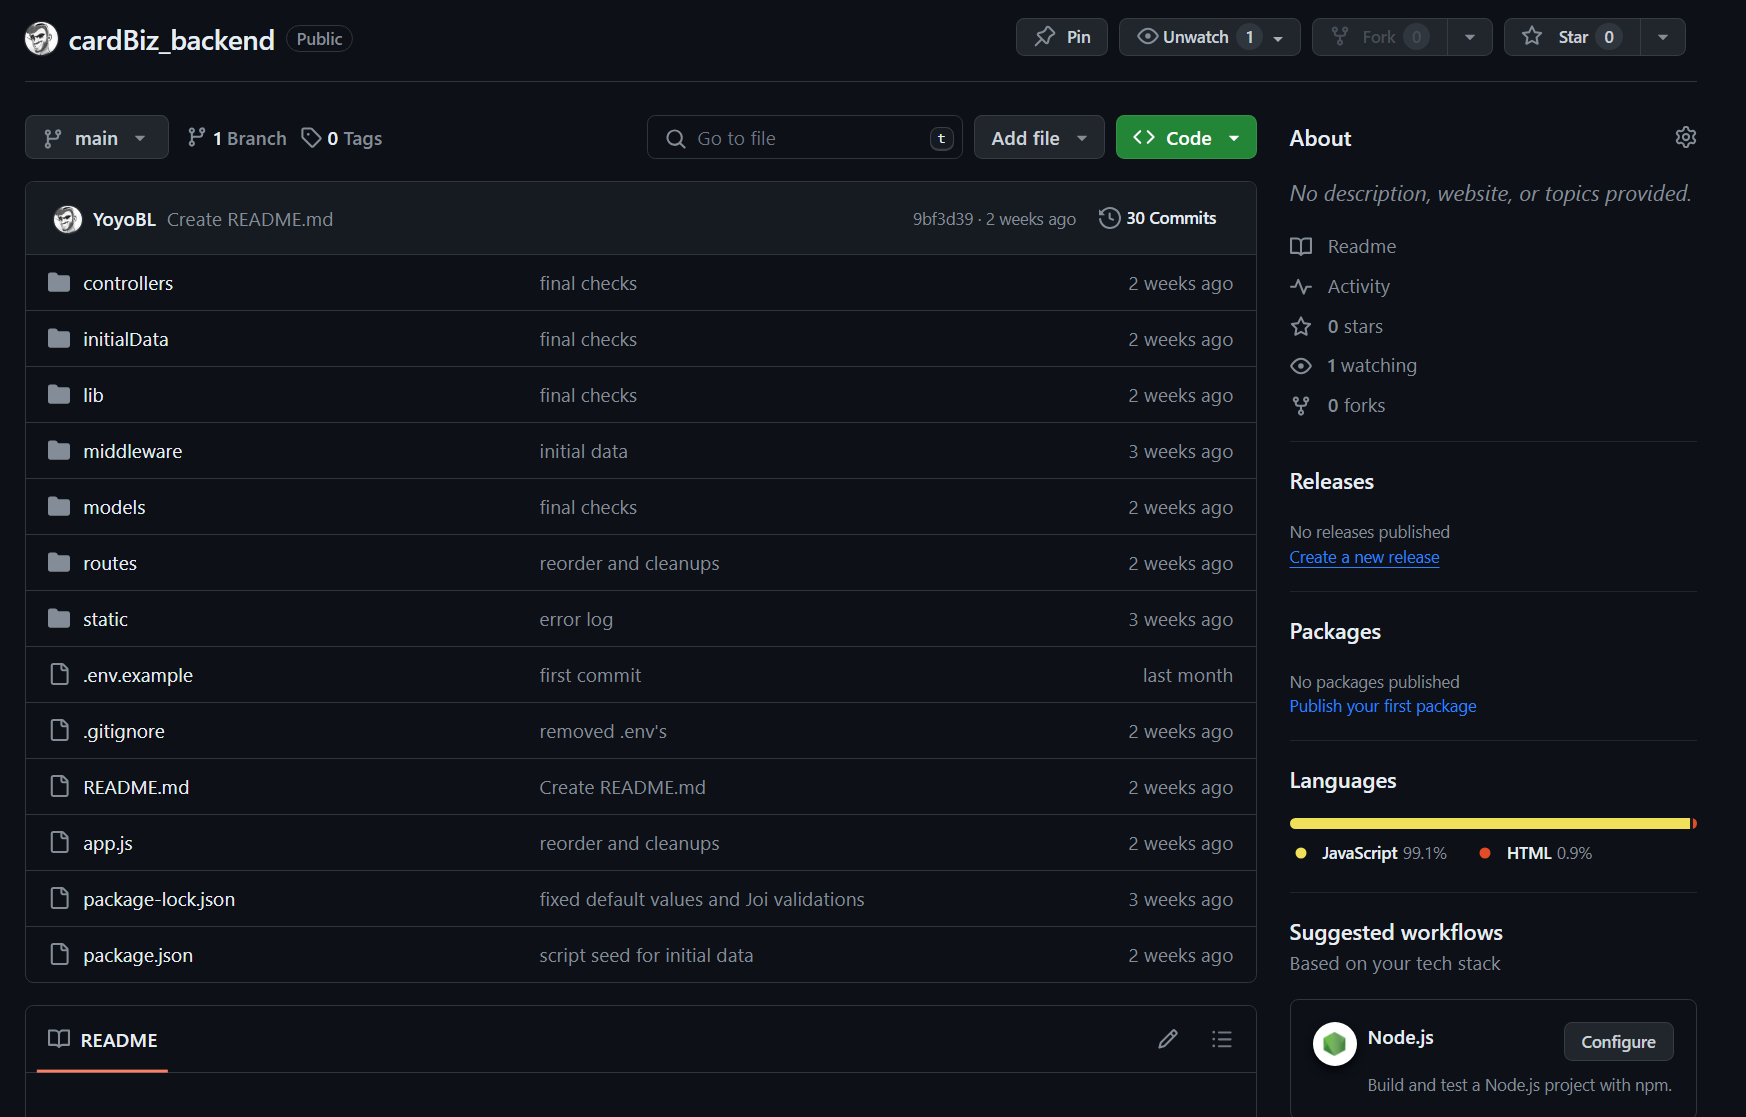 cardBiz_backend Public
Pin
Unwatch 1
Fork 0
Star 0
main
1 Branch
0 Tags
Go to file t
Add file
Code
YoyoBL Create README.md 9bf3d39 · 2 weeks ago 30 Commits
controllers final checks 2 weeks ago
initialData final checks 2 weeks ago
lib final checks 2 weeks ago
middleware initial data 3 weeks ago
models final checks 2 weeks ago
routes reorder and cleanups 2 weeks ago
static error log 3 weeks ago
.env.example first commit last month
.gitignore removed .env's 2 weeks ago
README.md Create README.md 2 weeks ago
app.js reorder and cleanups 2 weeks ago
package-lock.json fixed default values and Joi validations 3 weeks ago
package.json script seed for initial data 2 weeks ago
README
About
No description, website, or topics provided.
Readme
Activity
0 stars
1 watching
0 forks
Releases
No releases published
Create a new release
Packages
No packages published
Publish your first package
Languages
JavaScript 99.1% HTML 0.9%
Suggested workflows
Based on your tech stack
Node.js Configure
Build and test a Node.js project with npm.